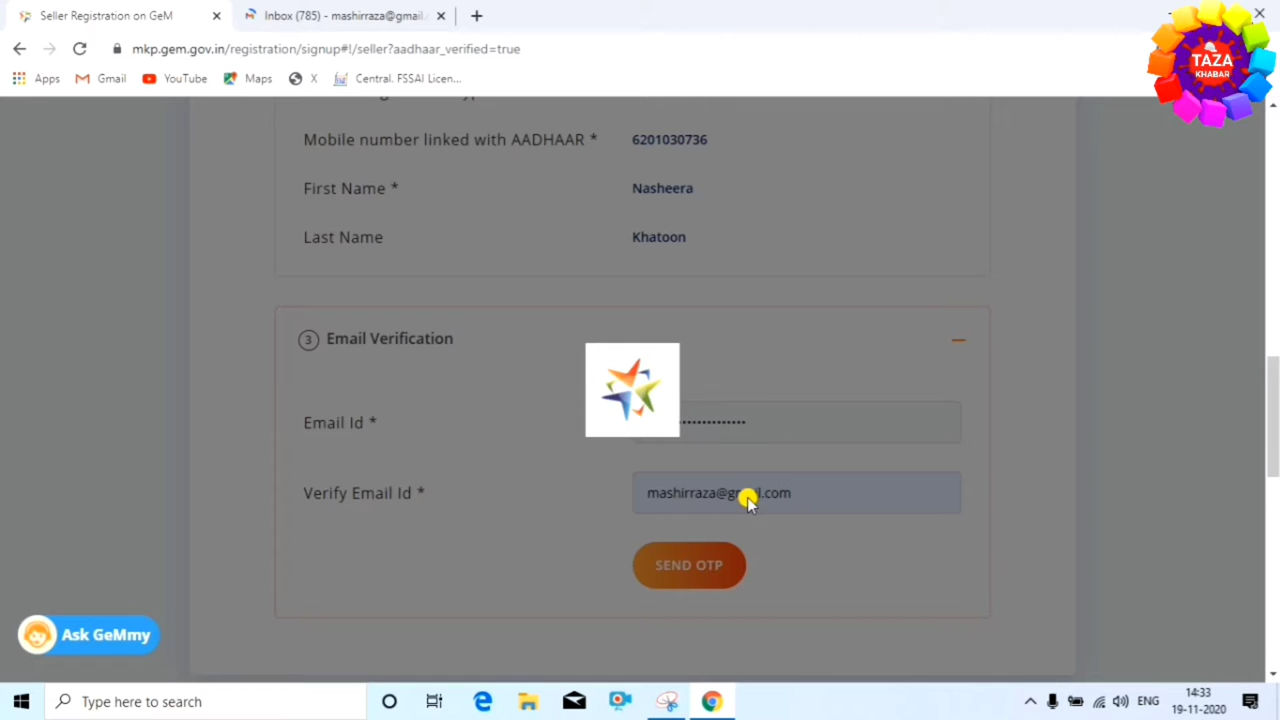 Seller Registration on GeM
Inbox (785) - mashirraza@gmail.
mkp.gem.gov.in/registration/signup#!/seller?aadhaar_verified=true
Apps
Gmail
YouTube
Maps
X
Central. FSSAI Licen...
TAZA
KHABAR
Mobile number linked with AADHAAR *
6201030736
First Name *
Nasheera
Last Name
Khatoon
3 Email Verification
Email Id *
Verify Email Id *
mashirraza@gmail.com
SEND OTP
Ask GeMmy
Type here to search
ENG
14:33
19-11-2020